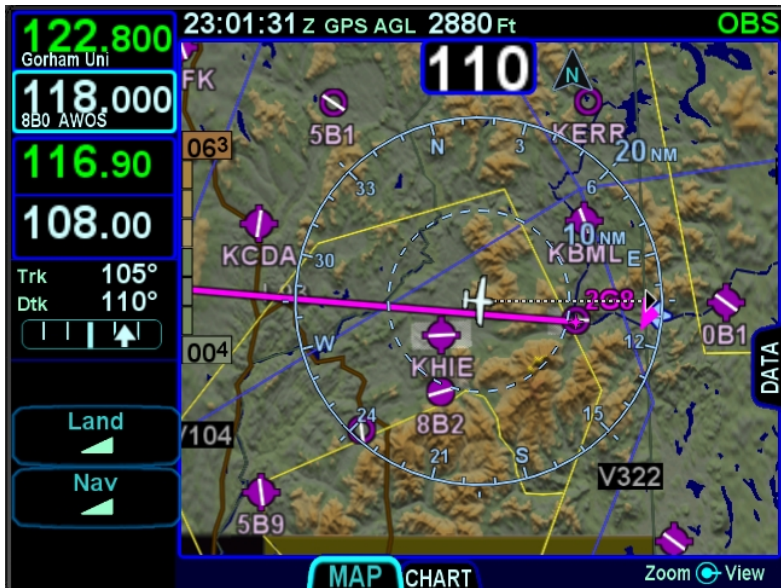 122.800
Gorham Uni
118.000
8B0 AWOS
116.90
108.00
Trk 105°
Dtk 110°
Land
Nav
23:01:31 Z GPS AGL 2880 Ft
OBS
110
N
FK
5B1
KERR
06³
N
3
20 NM
33
6
KCDA
10 NM
KBML
30
E
2G8
0B1
W
12
00⁴
KHIE
DATA
8B2
24
15
V104
21
S
V322
5B9
MAP
CHART
Zoom View